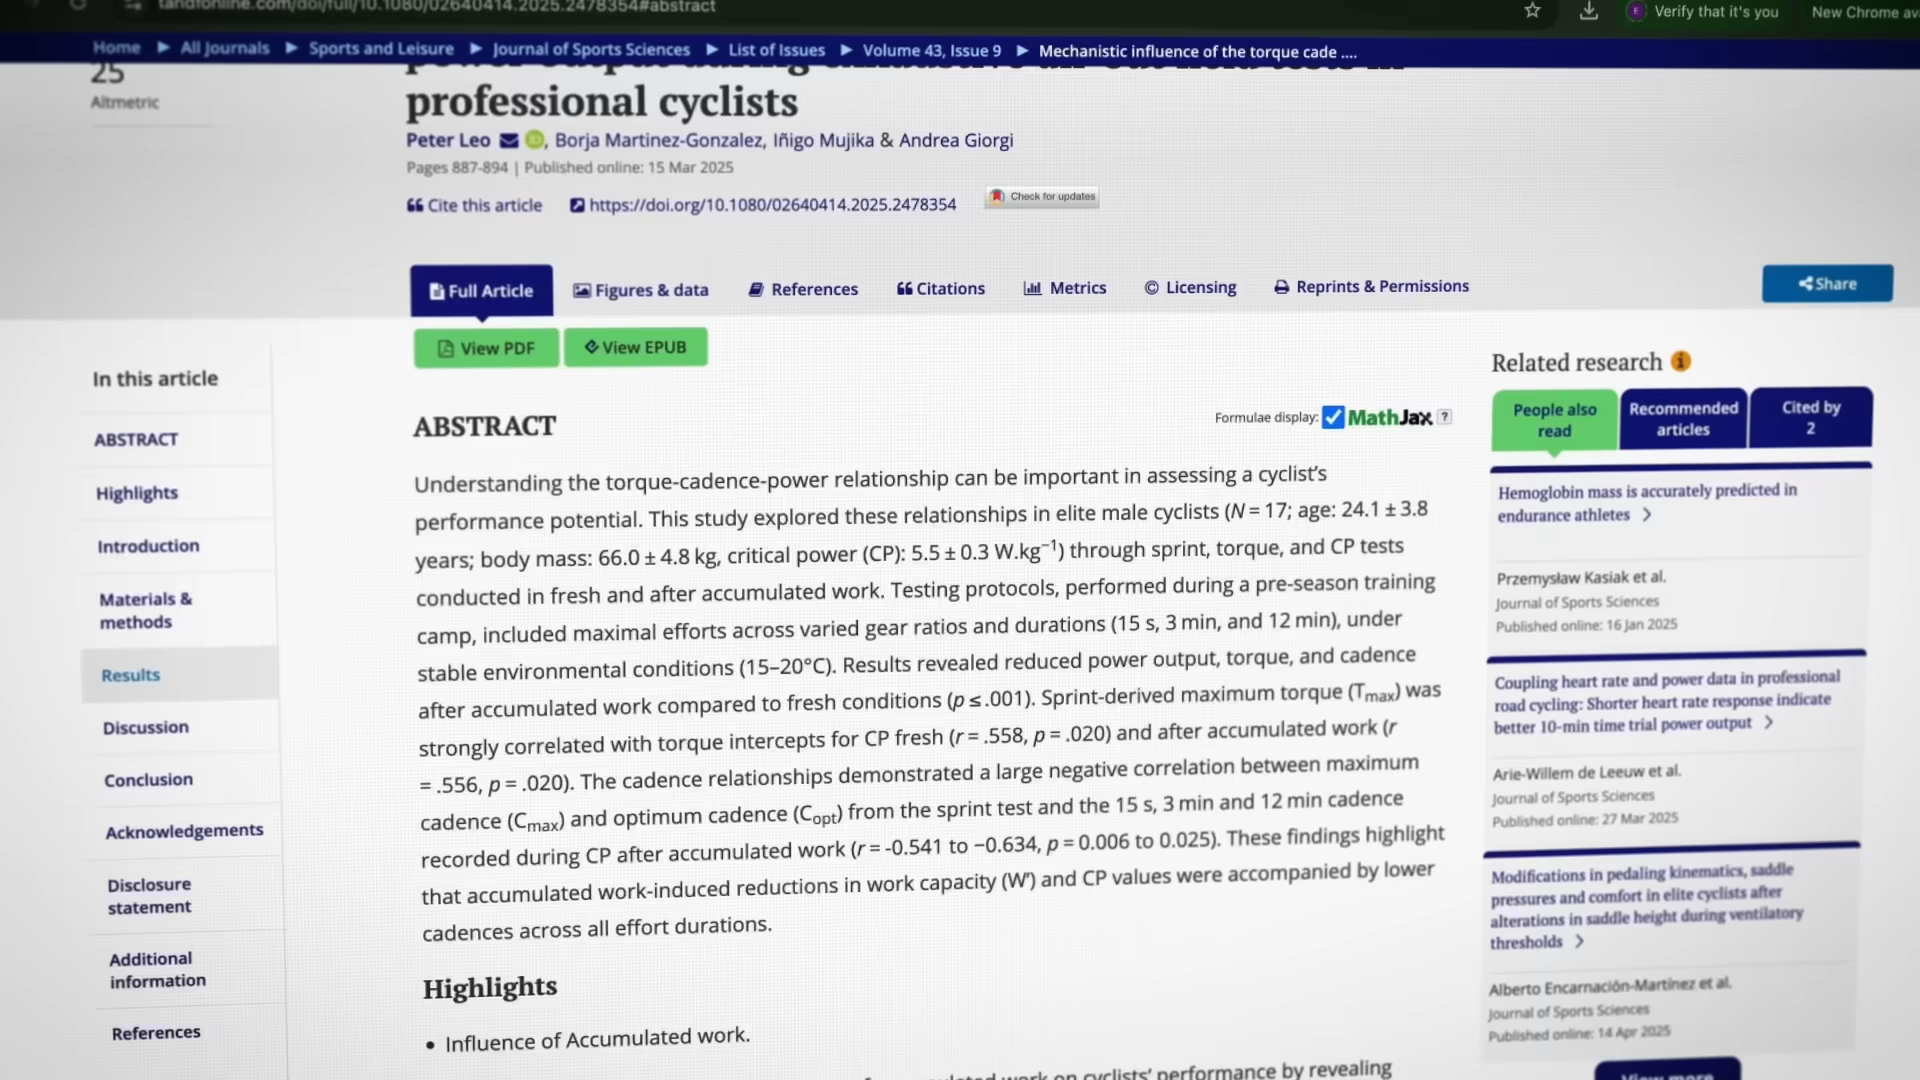 tandfonline.com/doi/full/10.1080/02640414.2025.2478354#abstract
Verify that it's you
New Chrome
Home ▶ All Journals ▶ Sports and Leisure ▶ Journal of Sports Sciences ▶ List of Issues ▶ Volume 43, Issue 9 ▶ Mechanistic influence of the torque cade ....
25
Altmetric
professional cyclists
Peter Leo, Borja Martinez-Gonzalez, Iñigo Mujika & Andrea Giorgi
Pages 887-894 | Published online: 15 Mar 2025
Cite this article
https://doi.org/10.1080/02640414.2025.2478354
Check for updates
Full Article
Figures & data
References
Citations
Metrics
Licensing
Reprints & Permissions
Share
View PDF
View EPUB
In this article
ABSTRACT
Highlights
Introduction
Materials &
methods
Results
Discussion
Conclusion
Acknowledgements
Disclosure
statement
Additional
information
References
ABSTRACT
Formulae display: MathJax ?
Understanding the torque-cadence-power relationship can be important in assessing a cyclist's
performance potential. This study explored these relationships in elite male cyclists (N = 17; age: 24.1 ± 3.8
years; body mass: 66.0 ± 4.8 kg, critical power (CP): 5.5 ± 0.3 W.kg⁻¹) through sprint, torque, and CP tests
conducted in fresh and after accumulated work. Testing protocols, performed during a pre-season training
camp, included maximal efforts across varied gear ratios and durations (15 s, 3 min, and 12 min), under
stable environmental conditions (15–20°C). Results revealed reduced power output, torque, and cadence
after accumulated work compared to fresh conditions (p ≤ .001). Sprint-derived maximum torque (Tmax) was
strongly correlated with torque intercepts for CP fresh (r = .558, p = .020) and after accumulated work (r
= .556, p = .020). The cadence relationships demonstrated a large negative correlation between maximum
cadence (Cmax) and optimum cadence (Copt) from the sprint test and the 15 s, 3 min and 12 min cadence
recorded during CP after accumulated work (r = -0.541 to −0.634, p = 0.006 to 0.025). These findings highlight
that accumulated work-induced reductions in work capacity (W′) and CP values were accompanied by lower
cadences across all effort durations.
Highlights
• Influence of Accumulated work.
work on cyclists' performance by revealing
Related research
People also
read
Recommended
articles
Cited by
2
Hemoglobin mass is accurately predicted in
endurance athletes
Przemysław Kasiak et al.
Journal of Sports Sciences
Published online: 16 Jan 2025
Coupling heart rate and power data in professional
road cycling: Shorter heart rate response indicate
better 10-min time trial power output
Arie-Willem de Leeuw et al.
Journal of Sports Sciences
Published online: 27 Mar 2025
Modifications in pedaling kinematics, saddle
pressures and comfort in elite cyclists after
alterations in saddle height during ventilatory
thresholds
Alberto Encarnación-Martínez et al.
Journal of Sports Sciences
Published online: 14 Apr 2025
View more